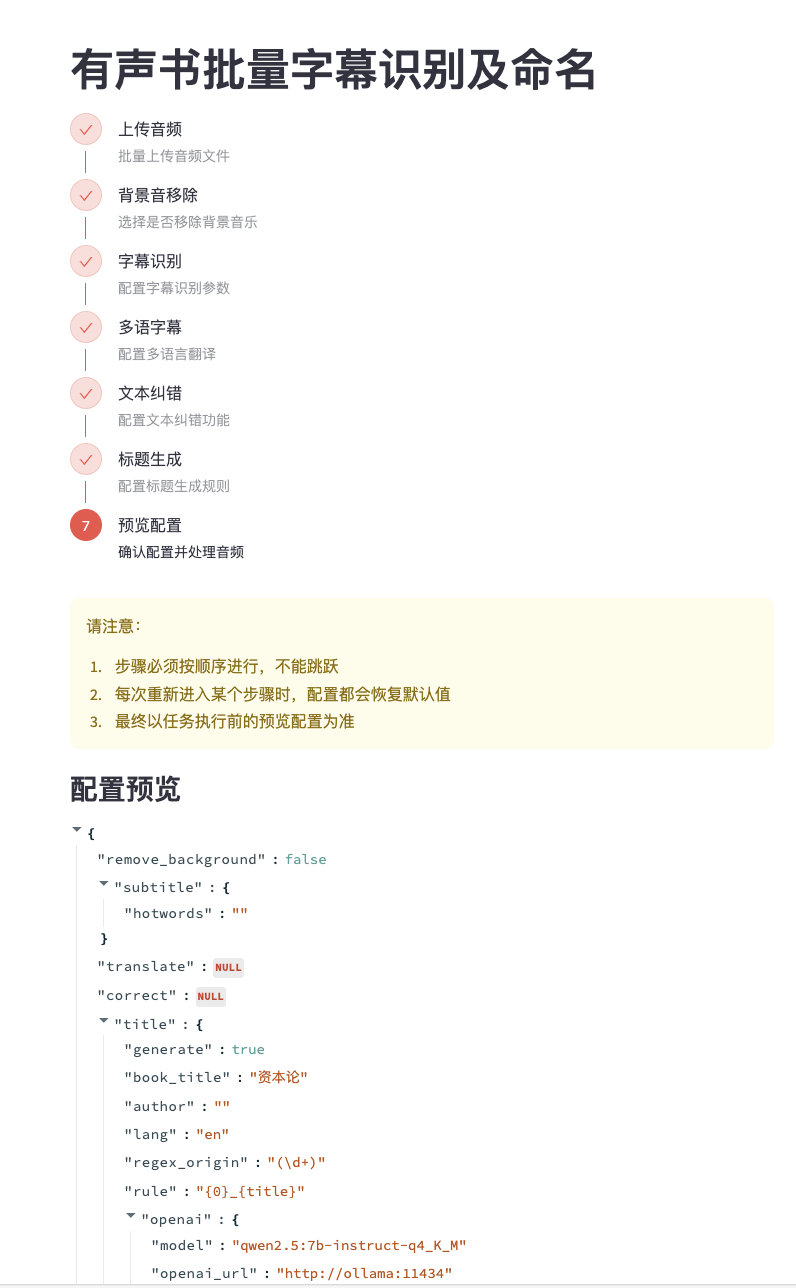 有声书批量字幕识别及命名
上传音频
批量上传音频文件
背景音移除
选择是否移除背景音乐
字幕识别
配置字幕识别参数
多语字幕
配置多语言翻译
文本纠错
配置文本纠错功能
标题生成
配置标题生成规则
7 预览配置
确认配置并处理音频
请注意：
1. 步骤必须按顺序进行，不能跳跃
2. 每次重新进入某个步骤时，配置都会恢复默认值
3. 最终以任务执行前的预览配置为准
配置预览
{
"remove_background" : false
"subtitle" : {
"hotwords" : ""
}
"translate" : NULL
"correct" : NULL
"title" : {
"generate" : true
"book_title" : "资本论"
"author" : ""
"lang" : "en"
"regex_origin" : "(\d+)"
"rule" : "{0}_{title}"
"openai" : {
"model" : "qwen2.5:7b-instruct-q4_K_M"
"openai_url" : "http://ollama:11434"